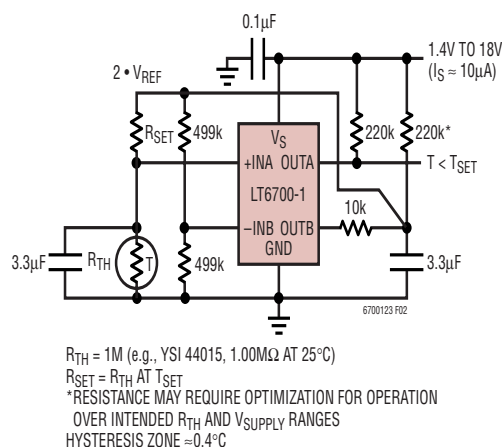 0.1µF
1.4V TO 18V
(I_S ≈ 10µA)
2 • V_REF
R_SET
499k
V_S
220k
220k*
+INA OUTA
T < T_SET
LT6700-1
10k
–INB OUTB
GND
3.3µF
R_TH
T
499k
3.3µF
6700123 F02
R_TH = 1M (e.g., YSI 44015, 1.00MΩ AT 25°C)
R_SET = R_TH AT T_SET
*RESISTANCE MAY REQUIRE OPTIMIZATION FOR OPERATION
OVER INTENDED R_TH AND V_SUPPLY RANGES
HYSTERESIS ZONE ≈0.4°C